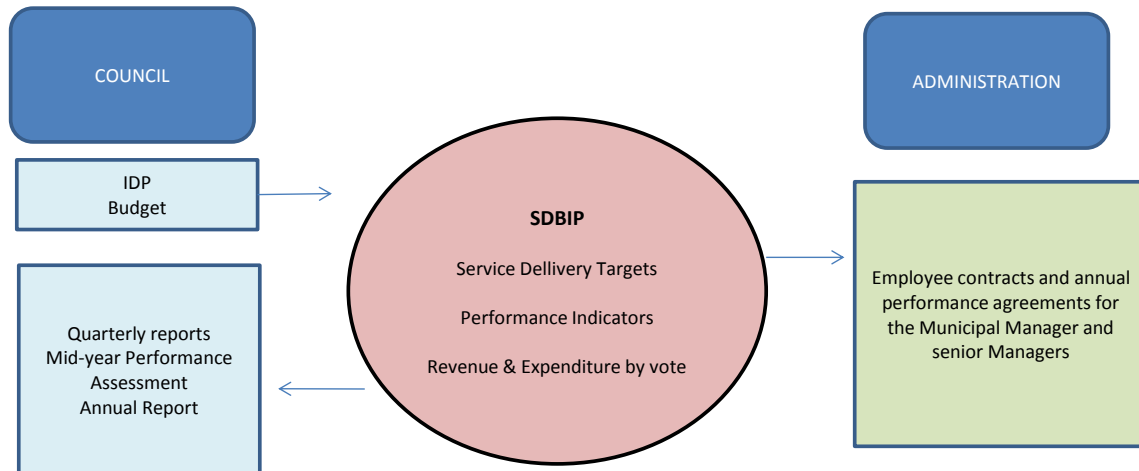 COUNCIL
IDP
Budget
Quarterly reports
Mid-year Performance
Assessment
Annual Report
SDBIP
Service Dellivery Targets
Performance Indicators
Revenue & Expenditure by vote
ADMINISTRATION
Employee contracts and annual
performance agreements for
the Municipal Manager and
senior Managers